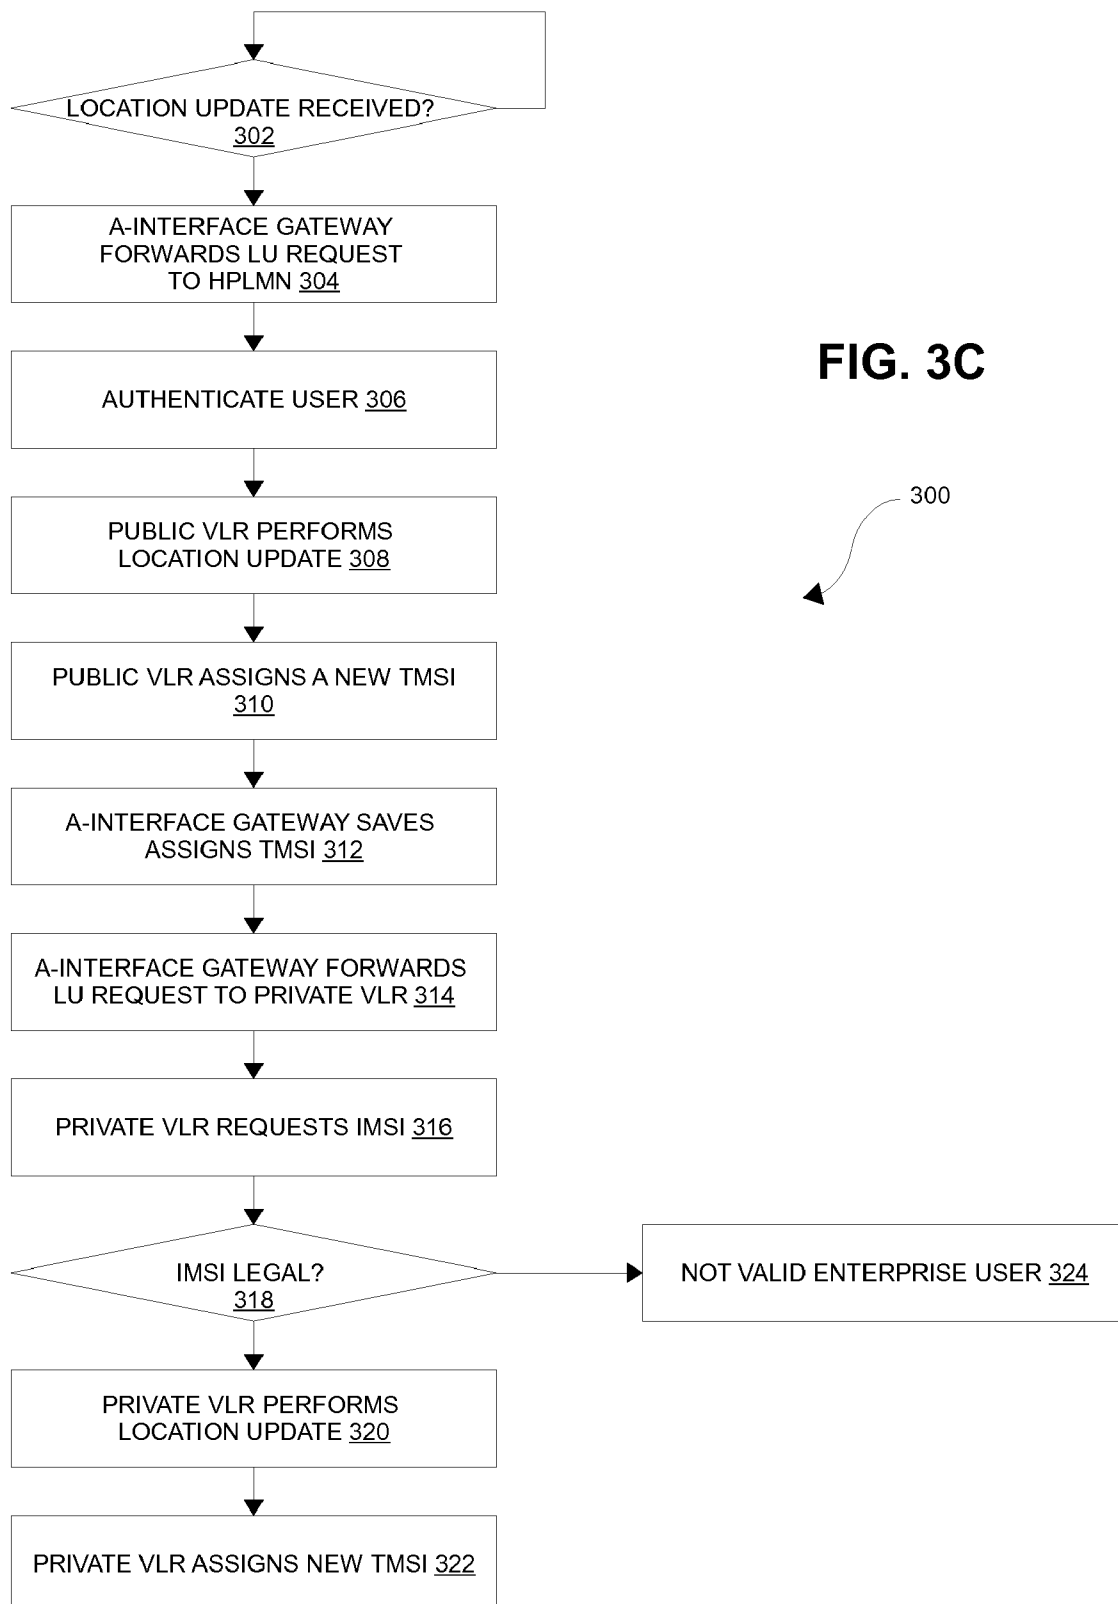 LOCATION UPDATE RECEIVED?
302
A-INTERFACE GATEWAY
FORWARDS LU REQUEST
TO HPLMN 304
FIG. 3C
AUTHENTICATE USER 306
300
PUBLIC VLR PERFORMS
LOCATION UPDATE 308
PUBLIC VLR ASSIGNS A NEW TMSI
310
A-INTERFACE GATEWAY SAVES
ASSIGNS TMSI 312
A-INTERFACE GATEWAY FORWARDS
LU REQUEST TO PRIVATE VLR 314
PRIVATE VLR REQUESTS IMSI 316
IMSI LEGAL?
318
NOT VALID ENTERPRISE USER 324
PRIVATE VLR PERFORMS
LOCATION UPDATE 320
PRIVATE VLR ASSIGNS NEW TMSI 322